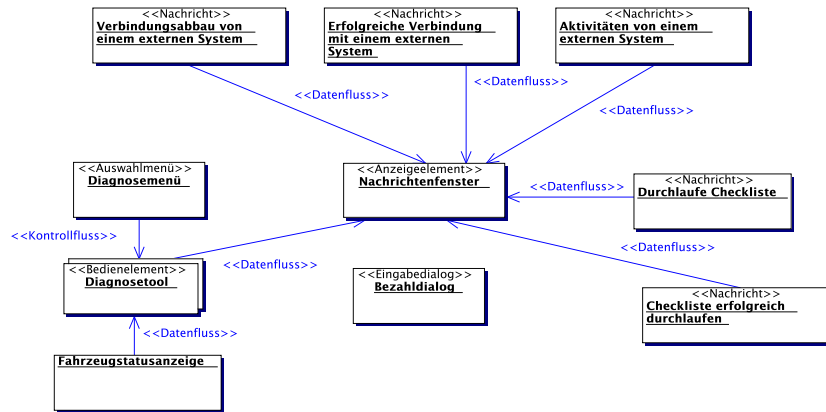 <<Nachricht>>
Verbindungsabbau von
einem externen System
<<Nachricht>>
Erfolgreiche Verbindung
mit einem externen
System
<<Nachricht>>
Aktivitäten von einem
externen System
<<Datenfluss>>
<<Datenfluss>>
<<Datenfluss>>
<<Auswahlmenü>>
Diagnosemenü
<<Anzeigeelement>>
Nachrichtenfenster
<<Datenfluss>>
<<Nachricht>>
Durchlaufe Checkliste
<<Kontrollfluss>>
<<Datenfluss>>
<<Datenfluss>>
<<Bedienelement>>
Diagnosetool
<<Eingabedialog>>
Bezahldialog
<<Nachricht>>
Checkliste erfolgreich
durchlaufen
<<Datenfluss>>
Fahrzeugstatusanzeige